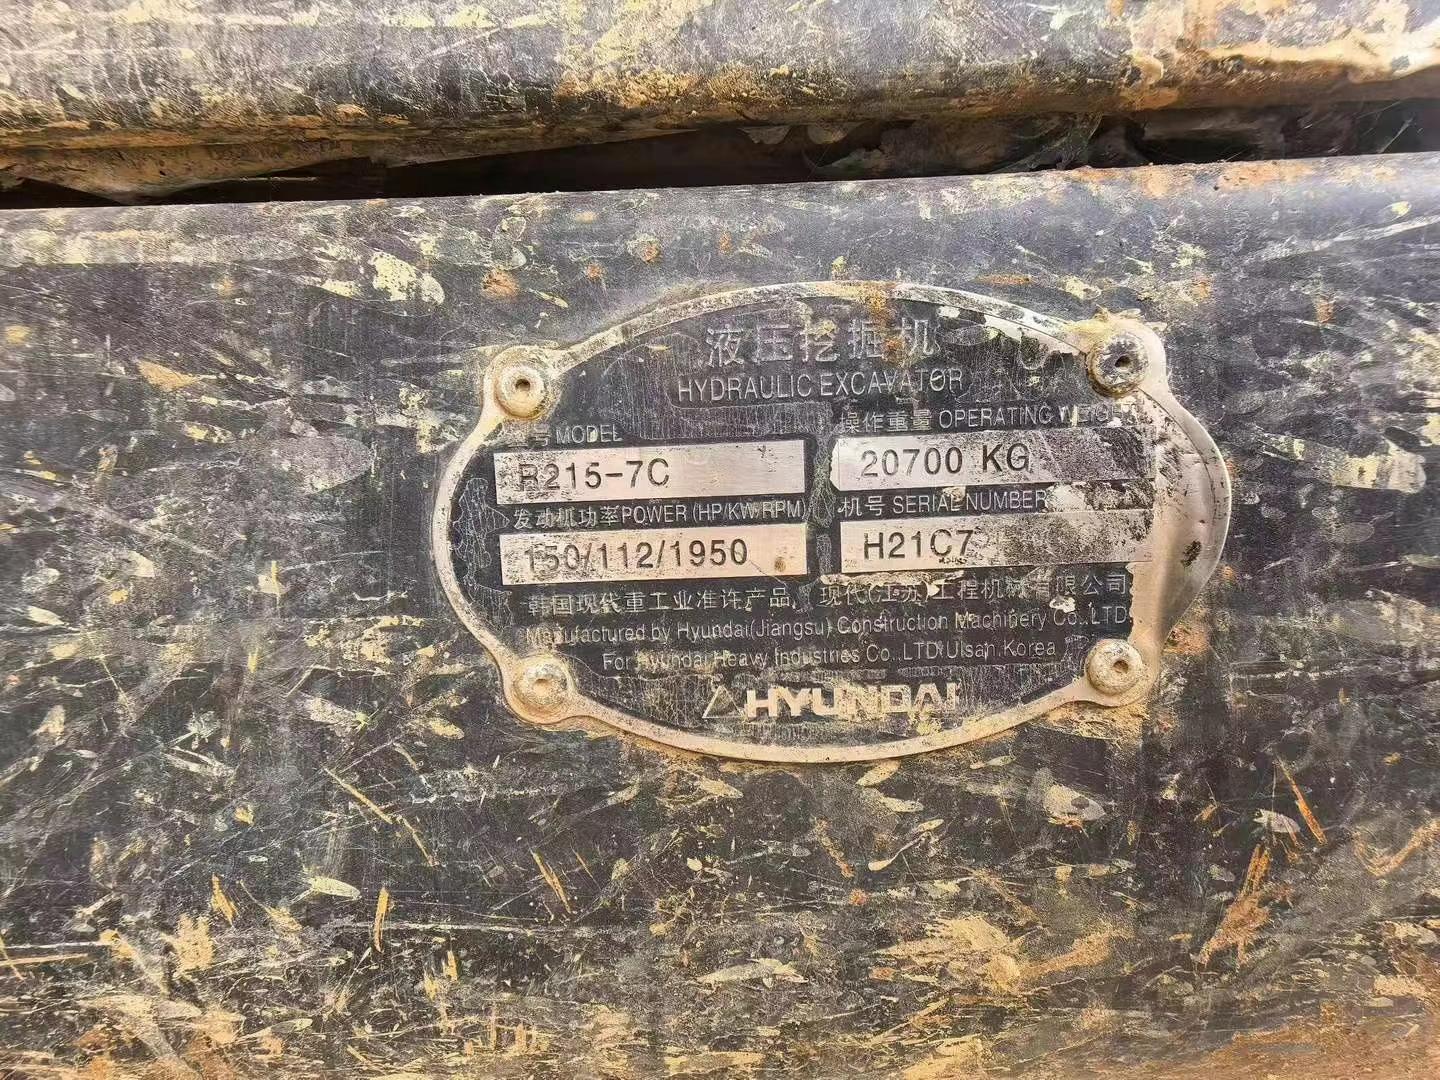 液压挖掘机
HYDRAULIC EXCAVATOR
型号 MODEL
操作重量 OPERATING WEIGHT
R215-7C
20700 KG
发动机功率POWER (HP/KW/RPM)
机号 SERIAL NUMBER
150/112/1950
H21C7
韩国现代重工业准许产品, 现代(江苏)工程机械有限公司
Manufactured by Hyundai(Jiangsu) Construction Machinery Co.,LTD
For Hyundai Heavy Industries Co.,LTD.Ulsan.Korea
HYUNDAI